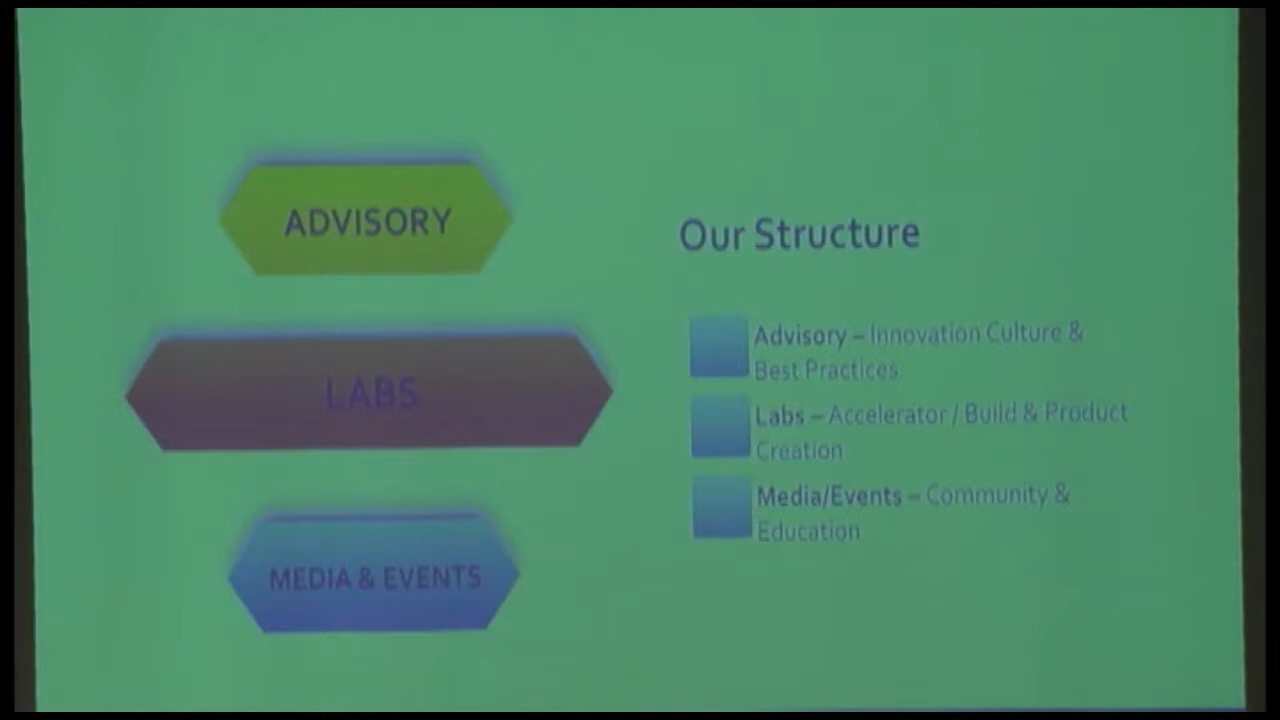 ADVISORY
LABS
MEDIA & EVENTS
Our Structure
Advisory – Innovation Culture &
Best Practices
Labs – Accelerator / Build & Product
Creation
Media/Events – Community &
Education